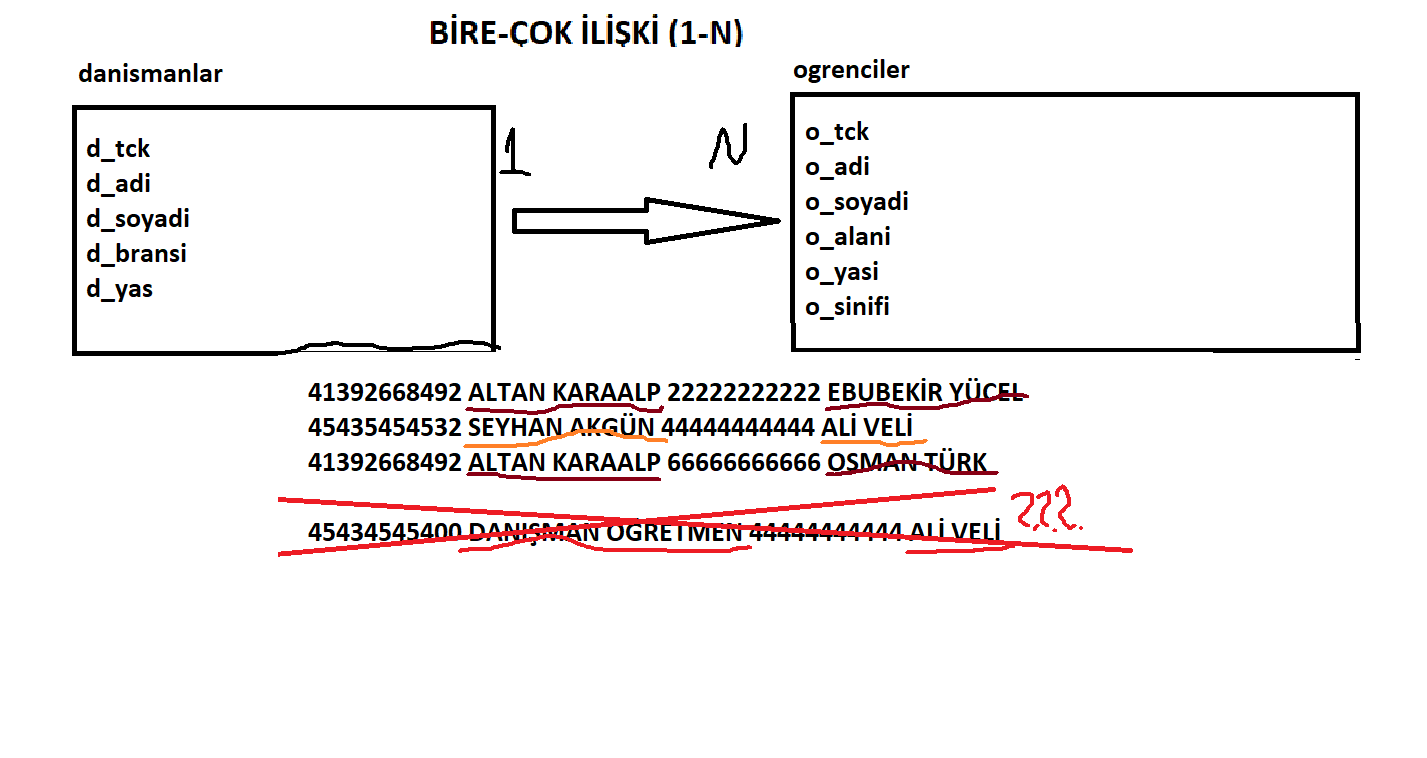 BİRE-ÇOK İLİŞKİ (1-N)
danismanlar
ogrenciler
d_tck
d_adi
d_soyadi
d_bransi
d_yas
1
N
o_tck
o_adi
o_soyadi
o_alani
o_yasi
o_sinifi
41392668492 ALTAN KARAALP 22222222222 EBUBEKİR YÜCEL
45435454532 SEYHAN AKGÜN 44444444444 ALİ VELİ
41392668492 ALTAN KARAALP 66666666666 OSMAN TÜRK
45434545400 DANIŞMAN ÖĞRETMEN 44444444444 ALİ VELİ ???